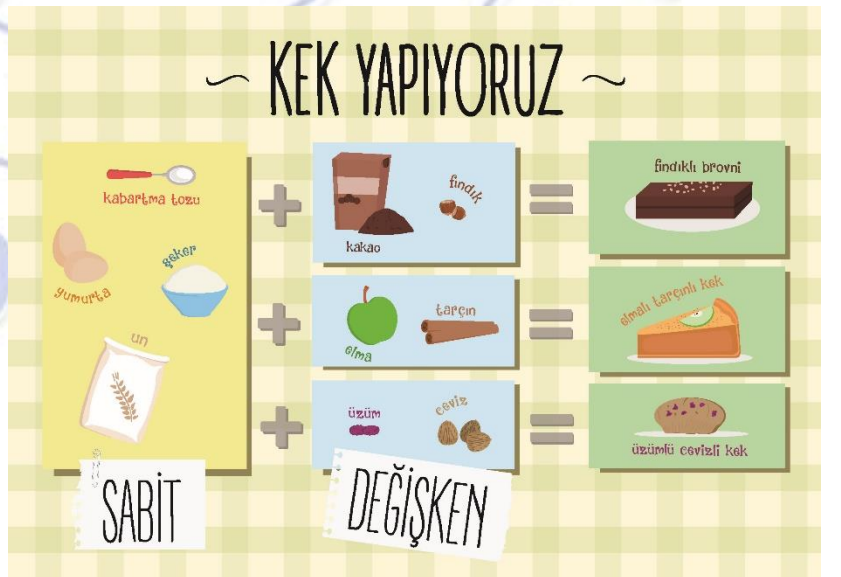 ~ KEK YAPIYORUZ ~
kabartma tozu
yumurta
şeker
un
SABİT
kakao
fındık
elma
tarçın
üzüm
ceviz
DEĞİŞKEN
fındıklı brovni
elmalı tarçınlı kek
üzümlü cevizli kek